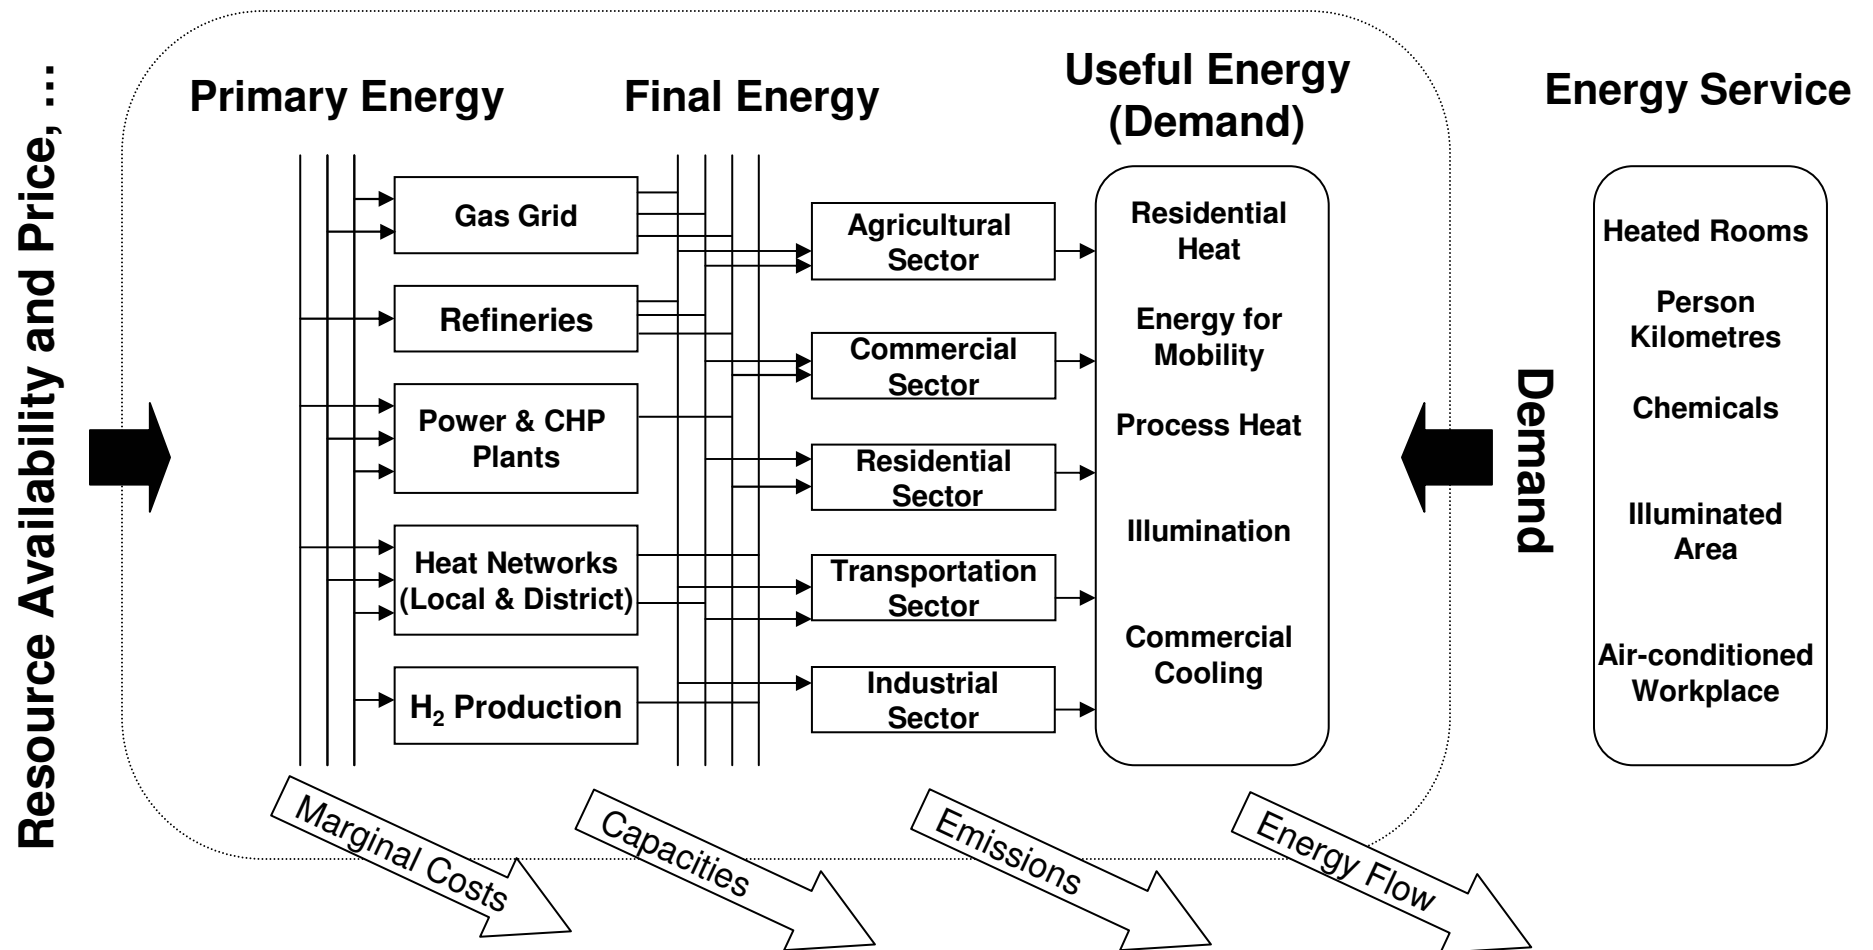 Resource Availability and Price, …
Primary Energy
Final Energy
Useful Energy
(Demand)
Energy Service
Gas Grid
Refineries
Power & CHP
Plants
Heat Networks
(Local & District)
H₂ Production
Agricultural
Sector
Commercial
Sector
Residential
Sector
Transportation
Sector
Industrial
Sector
Residential
Heat
Energy for
Mobility
Process Heat
Illumination
Commercial
Cooling
Demand
Heated Rooms
Person
Kilometres
Chemicals
Illuminated
Area
Air-conditioned
Workplace
Marginal Costs
Capacities
Emissions
Energy Flow